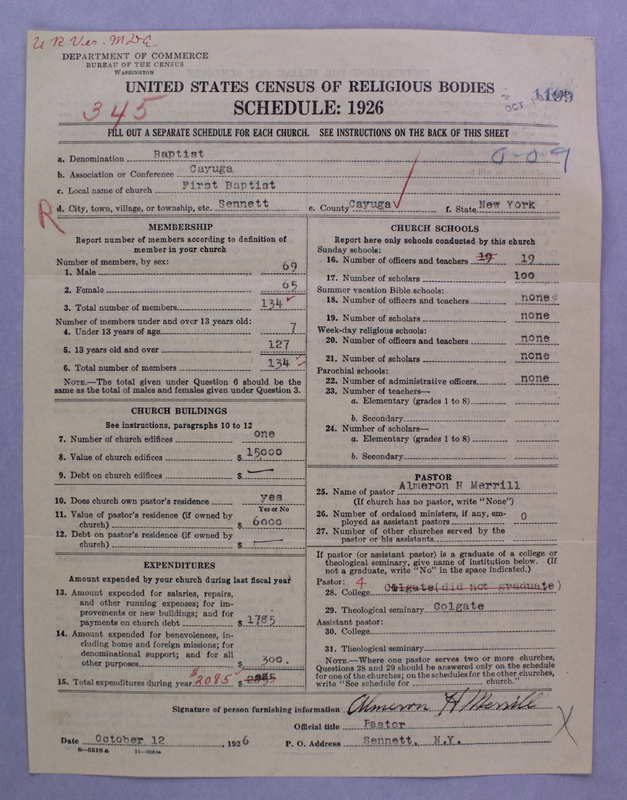 U R Ver. MDE
DEPARTMENT OF COMMERCE
BUREAU OF THE CENSUS
WASHINGTON
UNITED STATES CENSUS OF RELIGIOUS BODIES
SCHEDULE: 1926
345
OCT
1199
FILL OUT A SEPARATE SCHEDULE FOR EACH CHURCH. SEE INSTRUCTIONS ON THE BACK OF THIS SHEET
a. Denomination Baptist
0-09
b. Association or Conference Cayuga
c. Local name of church First Baptist
d. City, town, village, or township, etc. Sennett e. County Cayuga f. State New York
R
MEMBERSHIP
Report number of members according to definition of
member in your church
Number of members, by sex:
1. Male 69
2. Female 65
3. Total number of members 134
Number of members under and over 13 years old:
4. Under 13 years of age 7
5. 13 years old and over 127
6. Total number of members 134
NOTE.—The total given under Question 6 should be
same as the total of males and females given under Question 3.
CHURCH BUILDINGS
See instructions, paragraphs 10 to 12
7. Number of church edifices one
8. Value of church edifices $ 15000
9. Debt on church edifices $ —
10. Does church own pastor's residence yes
Yes or No
11. Value of pastor's residence (if owned by
church) $ 6000
12. Debt on pastor's residence (if owned by
church) $ —
EXPENDITURES
Amount expended by your church during last fiscal year
13. Amount expended for salaries, repairs,
and other running expenses; for im-
provements or new buildings; and for
payments on church debt $ 1785
14. Amount expended for benevolences, in-
cluding home and foreign missions; for
denominational support; and for all
other purposes 300.
15. Total expenditures during year $2085 $
CHURCH SCHOOLS
Report here only schools conducted by this church
Sunday schools:
16. Number of officers and teachers 19 19
17. Number of scholars 100
Summer vacation Bible schools:
18. Number of officers and teachers none
19. Number of scholars none
Week-day religious schools:
20. Number of officers and teachers none
21. Number of scholars none
Parochial schools:
22. Number of administrative officers none
23. Number of teachers—
a. Elementary (grades 1 to 8)
b. Secondary
24. Number of scholars—
a. Elementary (grades 1 to 8)
b. Secondary
PASTOR
25. Name of pastor Almeron H Merrill
(If church has no pastor, write "None")
26. Number of ordained ministers, if any, em-
ployed as assistant pastors 0
27. Number of other churches served by the
pastor or his assistants
If pastor (or assistant pastor) is a graduate of a college or
theological seminary, give name of institution below. (If
not a graduate, write "No" in the space indicated.)
Pastor: 4
28. College Colgate(did not graduate)
29. Theological seminary Colgate
Assistant pastor:
30. College
31. Theological seminary
NOTE.—Where one pastor serves two or more churches,
Questions 28 and 29 should be answered only on the schedule
for one of the churches; on the schedules for the other churches,
write "See schedule for church."
Signature of person furnishing information Almeron H Merrill
Official title Pastor
Date October 12, 1926 P. O. Address Sennett, N.Y.
8-5518a